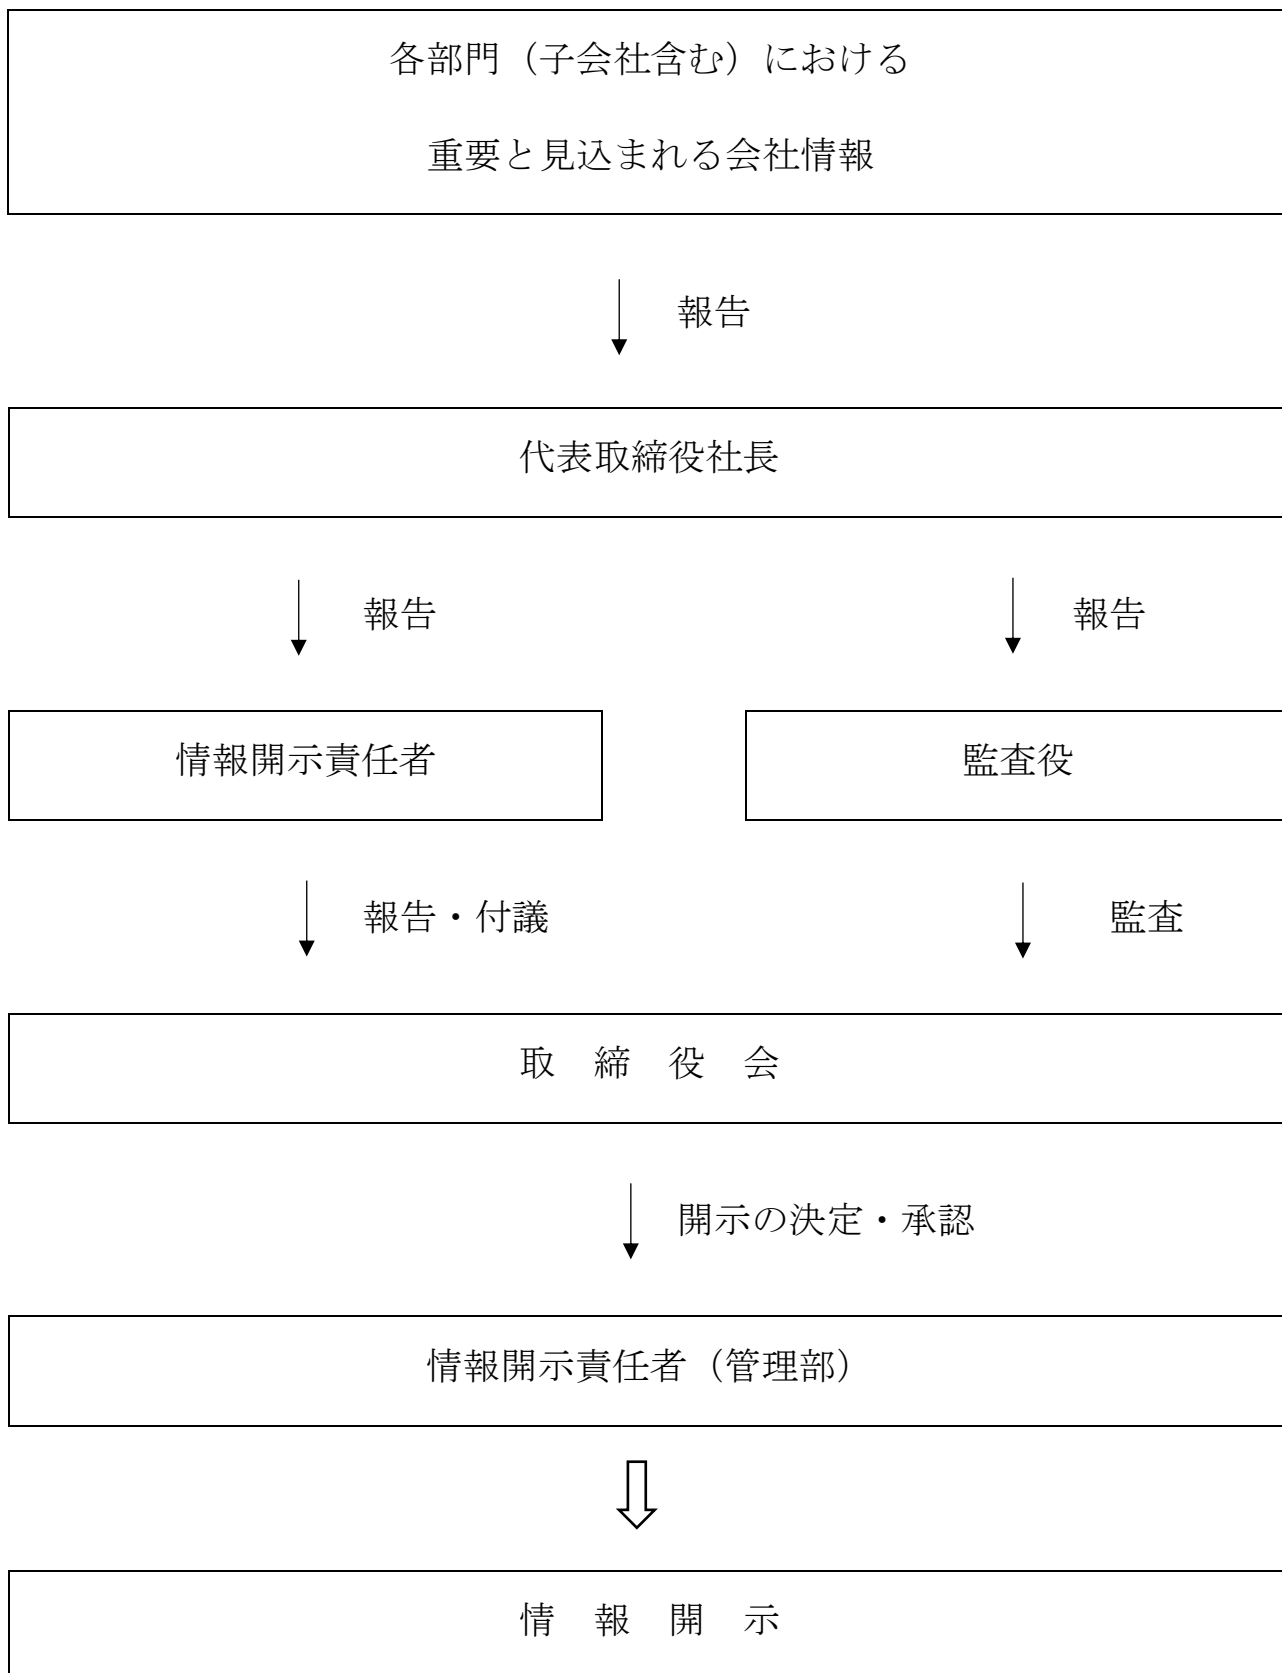 各部門（子会社含む）における
重要と見込まれる会社情報
報告
代表取締役社長
報告
報告
情報開示責任者
監査役
報告・付議
監査
取　締　役　会
開示の決定・承認
情報開示責任者（管理部）
情　報　開　示